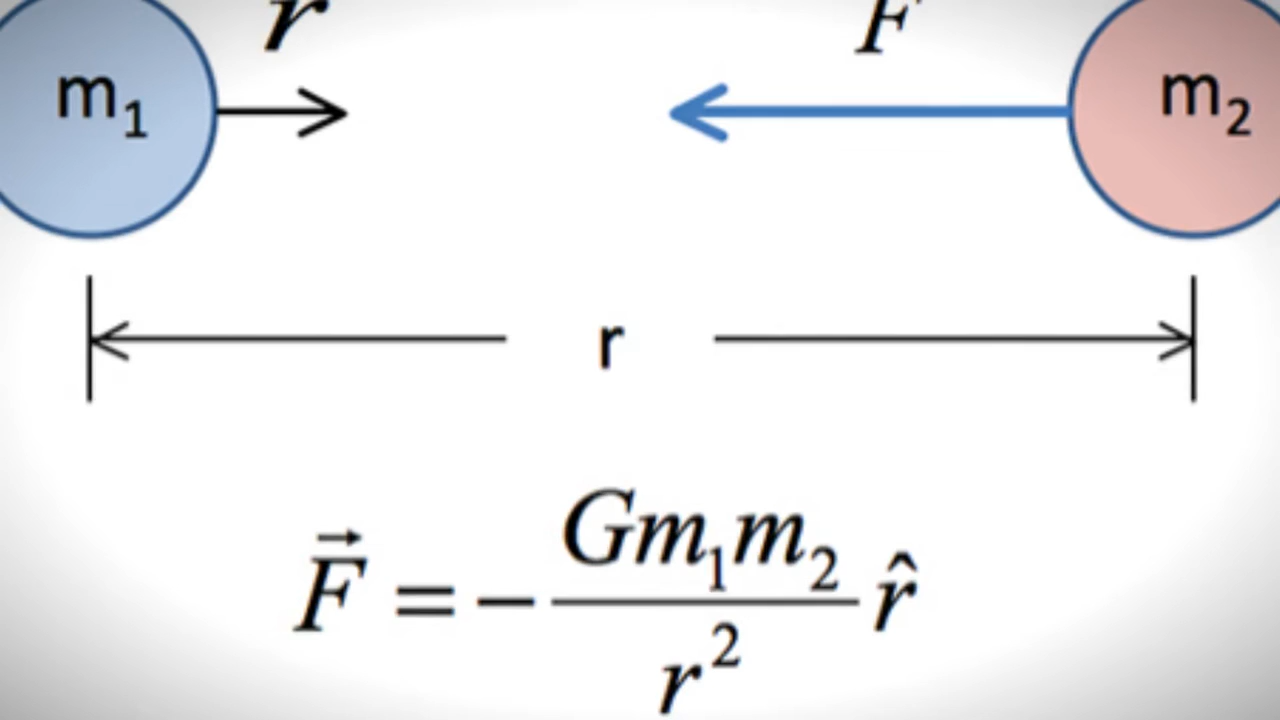 r F
m₁ m₂
r
F⃗ = − Gm₁m₂ / r² r̂